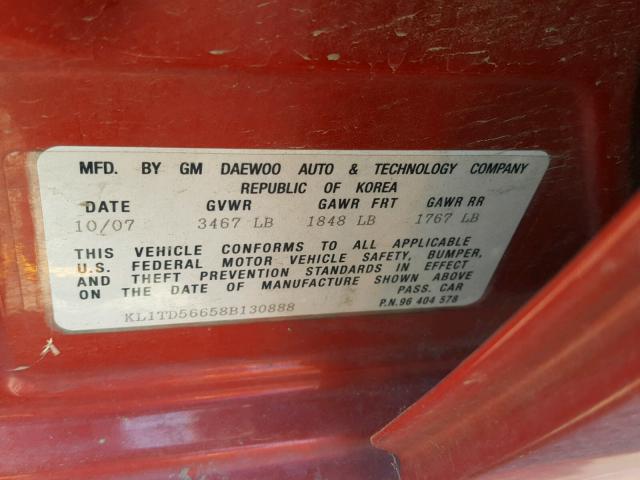 MFD. BY GM DAEWOO AUTO & TECHNOLOGY COMPANY
REPUBLIC OF KOREA
DATE GVWR GAWR FRT GAWR RR
10/07 3467 LB 1848 LB 1767 LB
THIS VEHICLE CONFORMS TO ALL APPLICABLE
U.S. FEDERAL MOTOR VEHICLE SAFETY, BUMPER,
AND THEFT PREVENTION STANDARDS IN EFFECT
ON THE DATE OF MANUFACTURE SHOWN ABOVE
PASS. CAR
KL1TD56658B130888 P.N.96 404 578